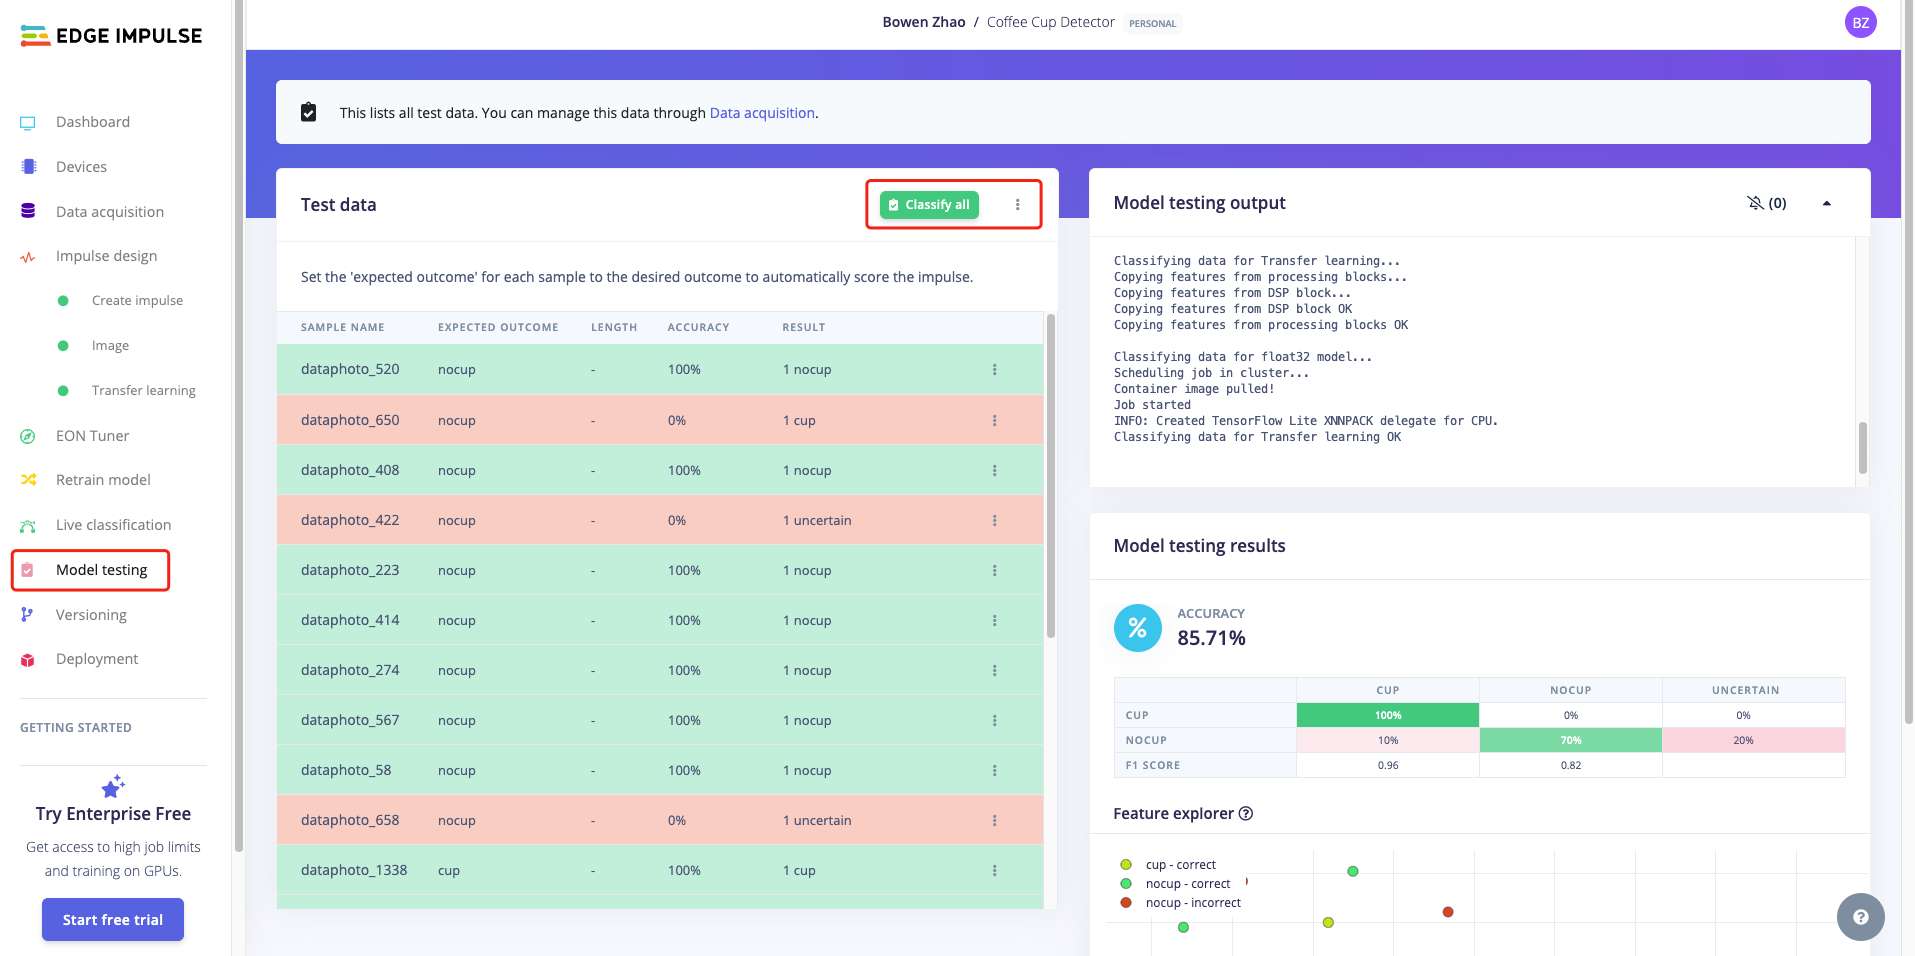 EDGE IMPULSE
Dashboard
Devices
Data acquisition
Impulse design
Create impulse
Image
Transfer learning
EON Tuner
Retrain model
Live classification
Model testing
Versioning
Deployment
GETTING STARTED
Try Enterprise Free
Get access to high job limits
and training on GPUs.
Start free trial
Bowen Zhao / Coffee Cup Detector PERSONAL
BZ
This lists all test data. You can manage this data through Data acquisition.
Test data
Classify all
Set the 'expected outcome' for each sample to the desired outcome to automatically score the impulse.
SAMPLE NAME EXPECTED OUTCOME LENGTH ACCURACY RESULT
dataphoto_520 nocup - 100% 1 nocup
dataphoto_650 nocup - 0% 1 cup
dataphoto_408 nocup - 100% 1 nocup
dataphoto_422 nocup - 0% 1 uncertain
dataphoto_223 nocup - 100% 1 nocup
dataphoto_414 nocup - 100% 1 nocup
dataphoto_274 nocup - 100% 1 nocup
dataphoto_567 nocup - 100% 1 nocup
dataphoto_58 nocup - 100% 1 nocup
dataphoto_658 nocup - 0% 1 uncertain
dataphoto_1338 cup - 100% 1 cup
Model testing output
(0)
Classifying data for Transfer learning...
Copying features from processing blocks...
Copying features from DSP block...
Copying features from DSP block OK
Copying features from processing blocks OK
Classifying data for float32 model...
Scheduling job in cluster...
Container image pulled!
Job started
INFO: Created TensorFlow Lite XNNPACK delegate for CPU.
Classifying data for Transfer learning OK
Model testing results
%
ACCURACY
85.71%
CUP NOCUP UNCERTAIN
CUP 100% 0% 0%
NOCUP 10% 70% 20%
F1 SCORE 0.96 0.82
Feature explorer ?
cup - correct
nocup - correct
nocup - incorrect
?